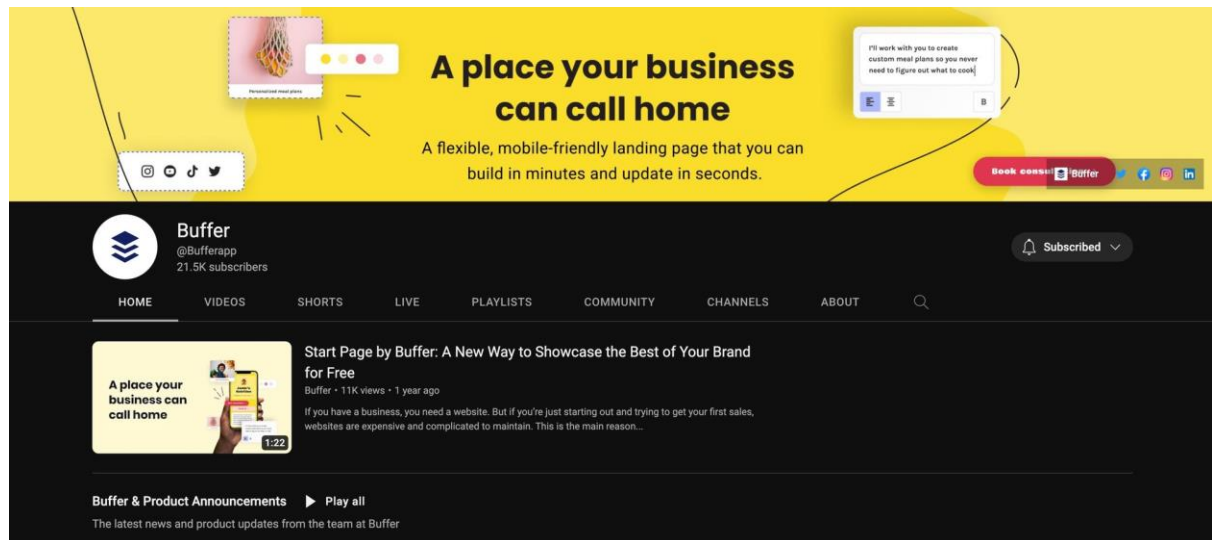 Personalized meal plans
A place your business
can call home
A flexible, mobile-friendly landing page that you can
build in minutes and update in seconds.
I'll work with you to create
custom meal plans so you never
need to figure out what to cook
B
Book
Buffer
Buffer
@Bufferapp
21.5K subscribers
Subscribed
HOME VIDEOS SHORTS LIVE PLAYLISTS COMMUNITY CHANNELS ABOUT
A place your
business can
call home
1:22
Start Page by Buffer: A New Way to Showcase the Best of Your Brand
for Free
Buffer • 11K views • 1 year ago
If you have a business, you need a website. But if you're just starting out and trying to get your first sales,
websites are expensive and complicated to maintain. This is the main reason...
Buffer & Product Announcements Play all
The latest news and product updates from the team at Buffer